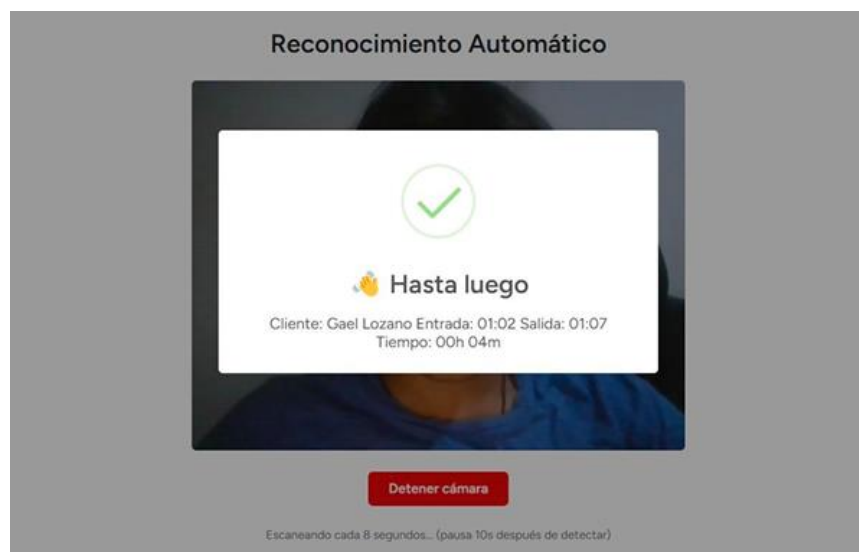 Reconocimiento Automático
👋 Hasta luego
Cliente: Gael Lozano Entrada: 01:02 Salida: 01:07
Tiempo: 00h 04m
Detener cámara
Escaneando cada 8 segundos... (pausa 10s después de detectar)